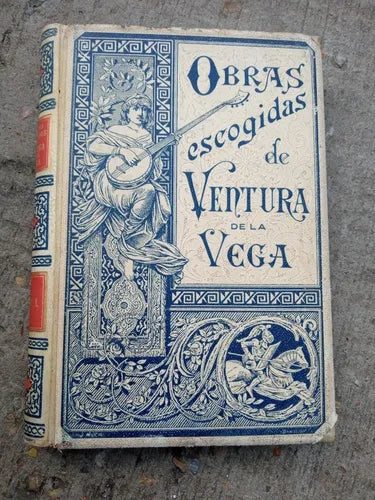 OBRAS
escogidas
de
VENTURA
DE LA
VEGA